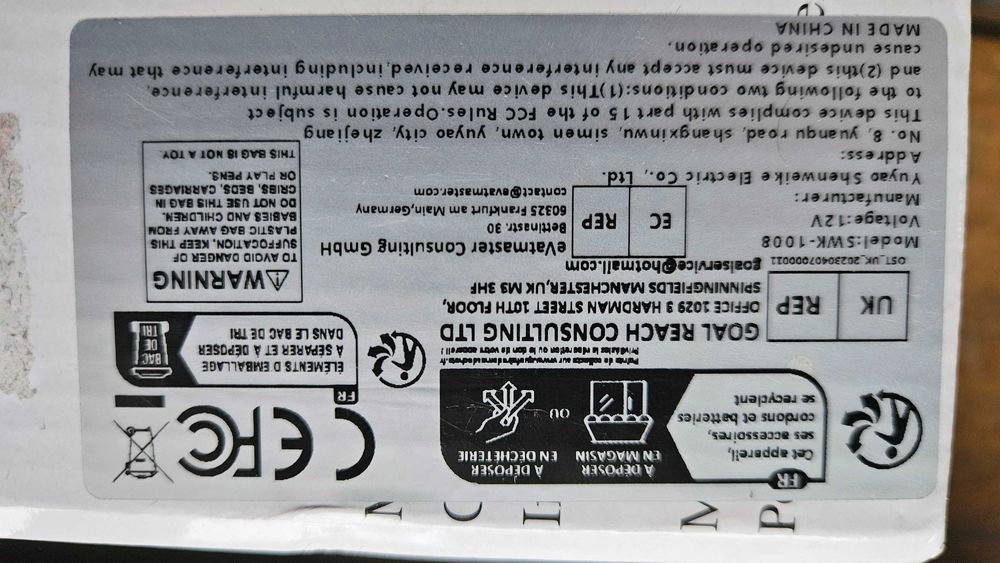 FR
Cet appareil,
ses accessoires,
cordons et batteries
se recyclent
À DÉPOSER
EN MAGASIN
OU
À DÉPOSER
EN DÉCHÈTERIE
CE
FC
FR
ÉLÉMENTS D EMBALLAGE
À SÉPARER ET À DÉPOSER
DANS LE BAC DE TRI
BAC
DE
TRI
UK
REP
GOAL REACH CONSULTING LTD
OFFICE 1029 3 HARDMAN STREET 10TH FLOOR,
SPINNINGFIELDS MANCHESTER,UK M3 3HF
goalservice@hotmail.com
OST_UK_20230407000011
Model:SWK-1008
Voltage:12V
EC
REP
eVatmaster Consulting GmbH
Bettinastr. 30
60325 Frankfurt am Main,Germany
contact@evatmaster.com
WARNING
TO AVOID DANGER OF
SUFFOCATION, KEEP THIS
PLASTIC BAG AWAY FROM
BABIES AND CHILDREN.
DO NOT USE THIS BAG IN
CRIBS, BEDS, CARRIAGES
OR PLAY PENS.
THIS BAG IS NOT A TOY.
Manufacturer:
Yuyao Shenweike Electric Co., Ltd.
Address:
No. 8, yuanqu road, shangxinwu, simen town, yuyao city, zhejiang
This device complies with part 15 of the FCC Rules.Operation is subject
to the following two conditions:(1)This device may not cause harmful interference,
and (2)this device must accept any interference received,including interference that may
cause undesired operation.
MADE IN CHINA